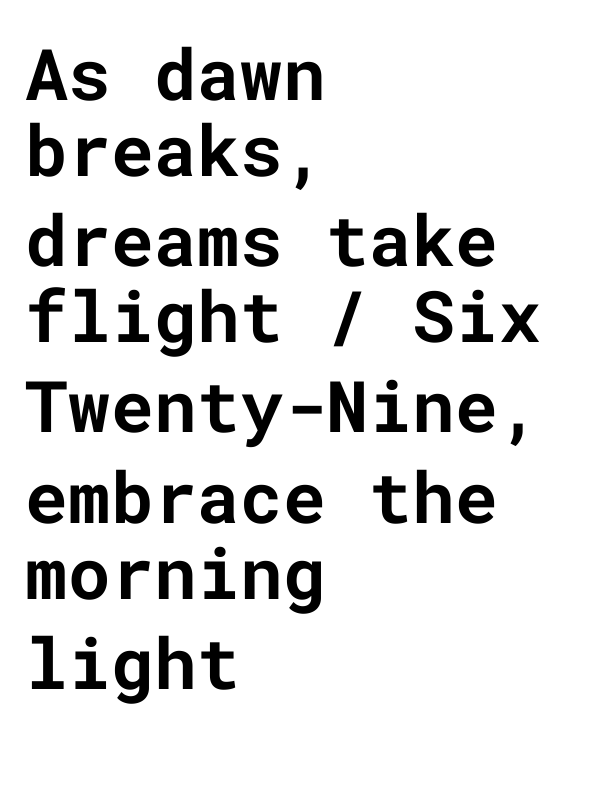 As dawn
breaks,
dreams take
flight / Six
Twenty-Nine,
embrace the
morning
light